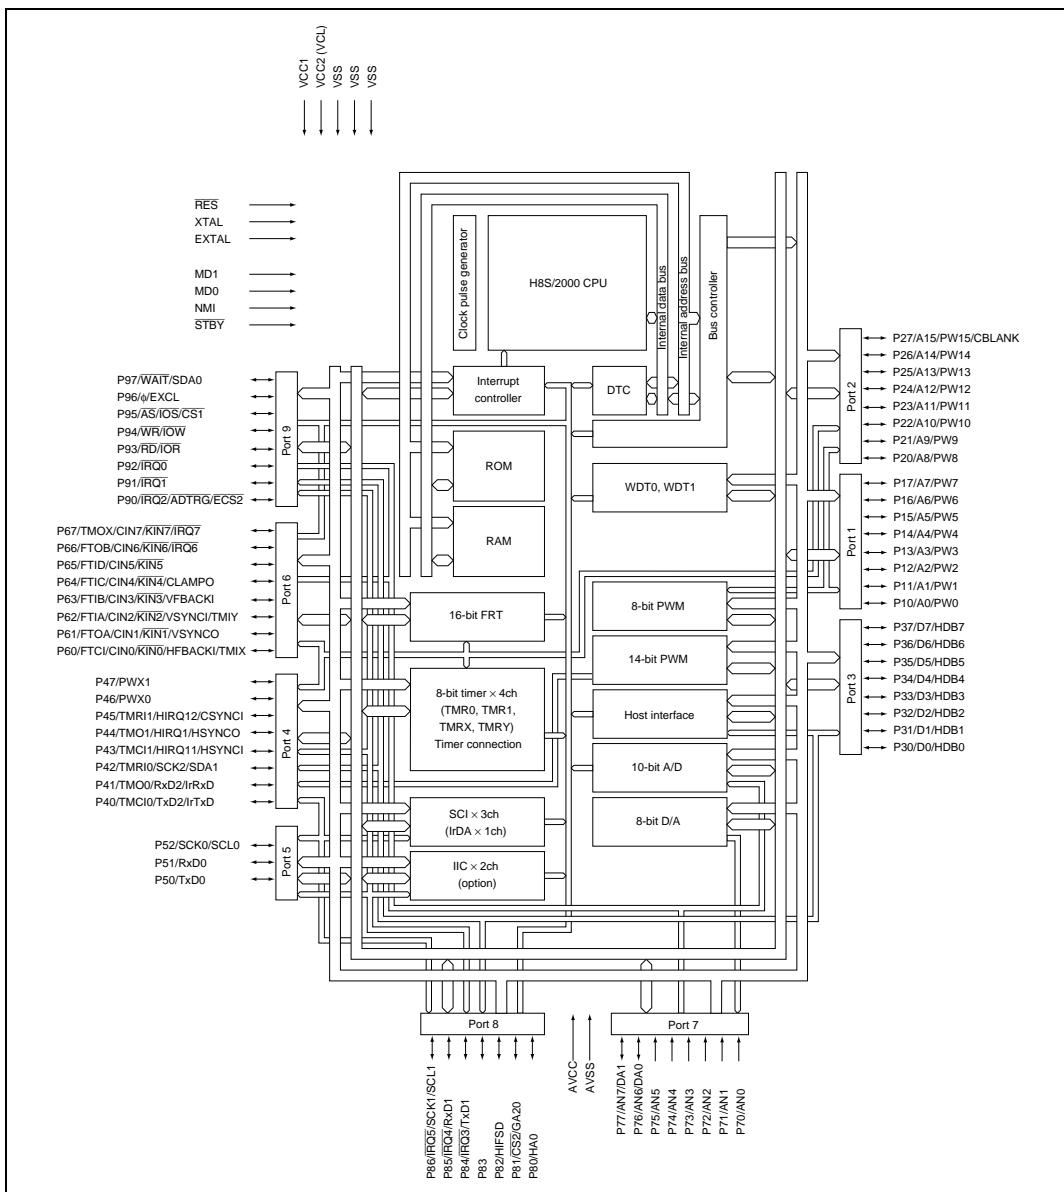 VCC1
VCC2 (VCL)
VSS
VSS
VSS
RES
XTAL
EXTAL
MD1
MD0
NMI
STBY
Clock pulse generator
H8S/2000 CPU
Internal data bus
Internal address bus
Bus controller
Interrupt
controller
DTC
ROM
RAM
WDT0, WDT1
16-bit FRT
8-bit PWM
14-bit PWM
8-bit timer × 4ch
(TMR0, TMR1,
TMRX, TMRY)
Timer connection
Host interface
10-bit A/D
8-bit D/A
SCI × 3ch
(IrDA × 1ch)
IIC × 2ch
(option)
P97/WAIT/SDA0
P96/φ/EXCL
P95/AS/IOS/CS1
P94/WR/IOW
P93/RD/IOR
P92/IRQ0
P91/IRQ1
P90/IRQ2/ADTRG/ECS2
Port 9
P67/TMOX/CIN7/KIN7/IRQ7
P66/FTOB/CIN6/KIN6/IRQ6
P65/FTID/CIN5/KIN5
P64/FTIC/CIN4/KIN4/CLAMPO
P63/FTIB/CIN3/KIN3/VFBACKI
P62/FTIA/CIN2/KIN2/VSYNCI/TMIY
P61/FTOA/CIN1/KIN1/VSYNCO
P60/FTCI/CIN0/KIN0/HFBACKI/TMIX
Port 6
P47/PWX1
P46/PWX0
P45/TMRI1/HIRQ12/CSYNCI
P44/TMO1/HIRQ1/HSYNCO
P43/TMCI1/HIRQ11/HSYNCI
P42/TMRI0/SCK2/SDA1
P41/TMO0/RxD2/IrRxD
P40/TMCI0/TxD2/IrTxD
Port 4
P52/SCK0/SCL0
P51/RxD0
P50/TxD0
Port 5
Port 2
P27/A15/PW15/CBLANK
P26/A14/PW14
P25/A13/PW13
P24/A12/PW12
P23/A11/PW11
P22/A10/PW10
P21/A9/PW9
P20/A8/PW8
Port 1
P17/A7/PW7
P16/A6/PW6
P15/A5/PW5
P14/A4/PW4
P13/A3/PW3
P12/A2/PW2
P11/A1/PW1
P10/A0/PW0
Port 3
P37/D7/HDB7
P36/D6/HDB6
P35/D5/HDB5
P34/D4/HDB4
P33/D3/HDB3
P32/D2/HDB2
P31/D1/HDB1
P30/D0/HDB0
Port 8
P86/IRQ5/SCK1/SCL1
P85/IRQ4/RxD1
P84/IRQ3/TxD1
P83
P82/HIFSD
P81/CS2/GA20
P80/HA0
AVCC
AVSS
Port 7
P77/AN7/DA1
P76/AN6/DA0
P75/AN5
P74/AN4
P73/AN3
P72/AN2
P71/AN1
P70/AN0